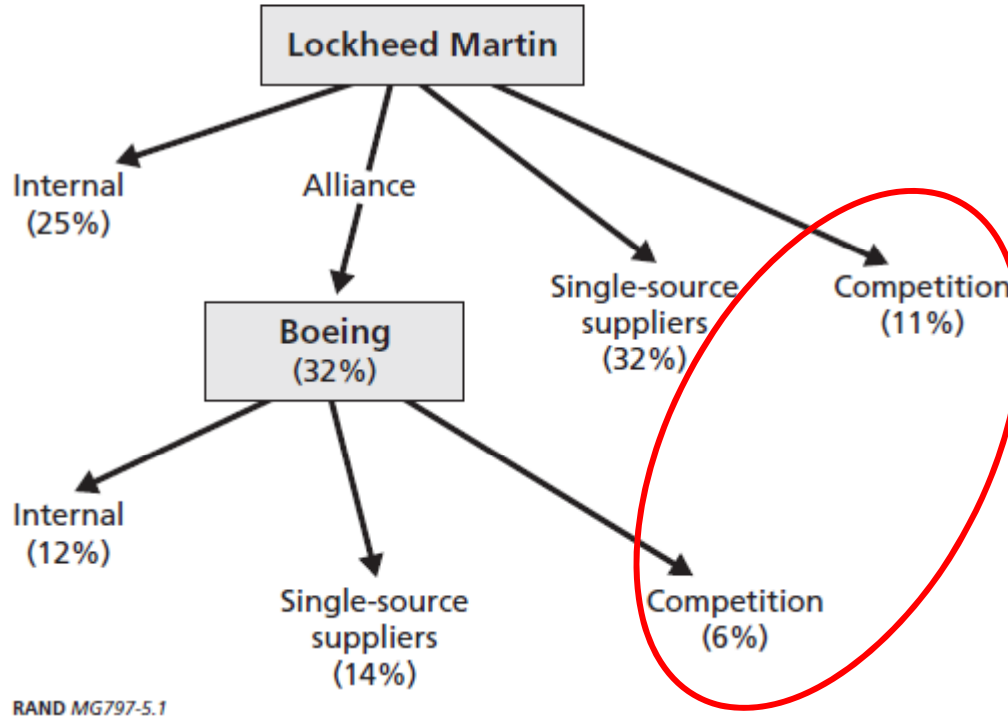 Lockheed Martin
Internal
(25%)
Alliance
Single-source
suppliers
(32%)
Competition
(11%)
Boeing
(32%)
Internal
(12%)
Single-source
suppliers
(14%)
Competition
(6%)
RAND MG797-5.1